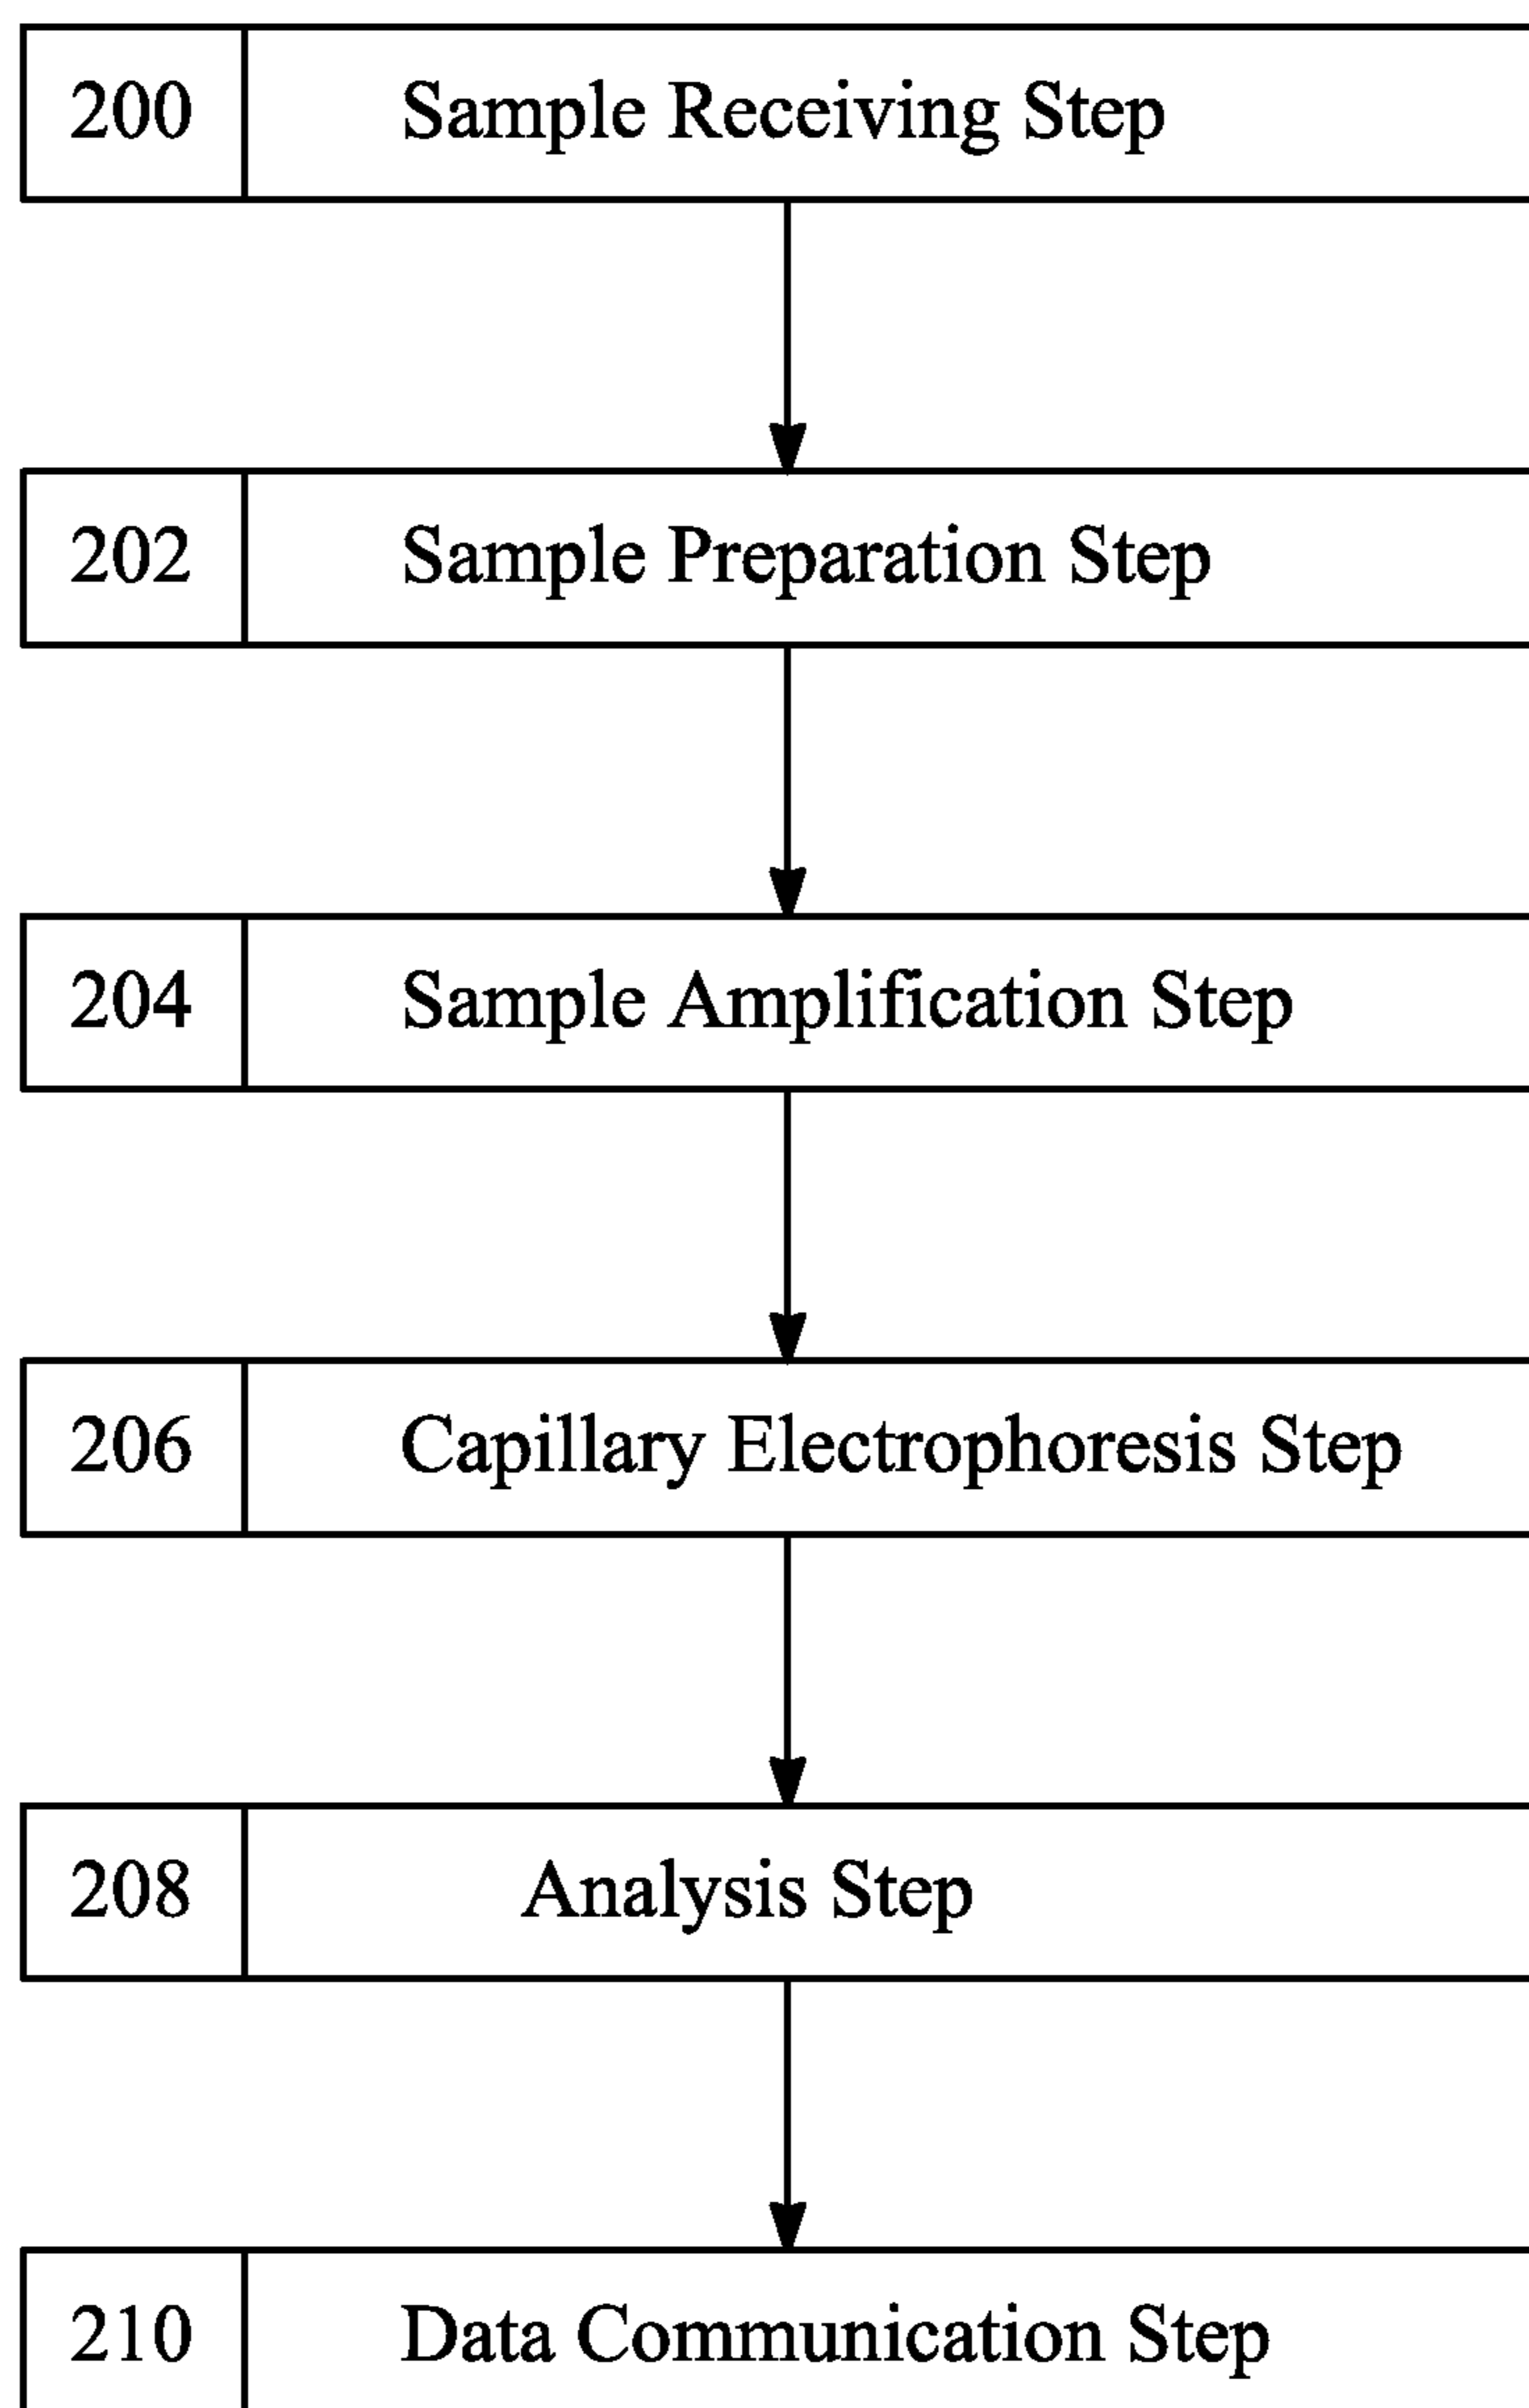 200 Sample Receiving Step
202 Sample Preparation Step
204 Sample Amplification Step
206 Capillary Electrophoresis Step
208 Analysis Step
210 Data Communication Step